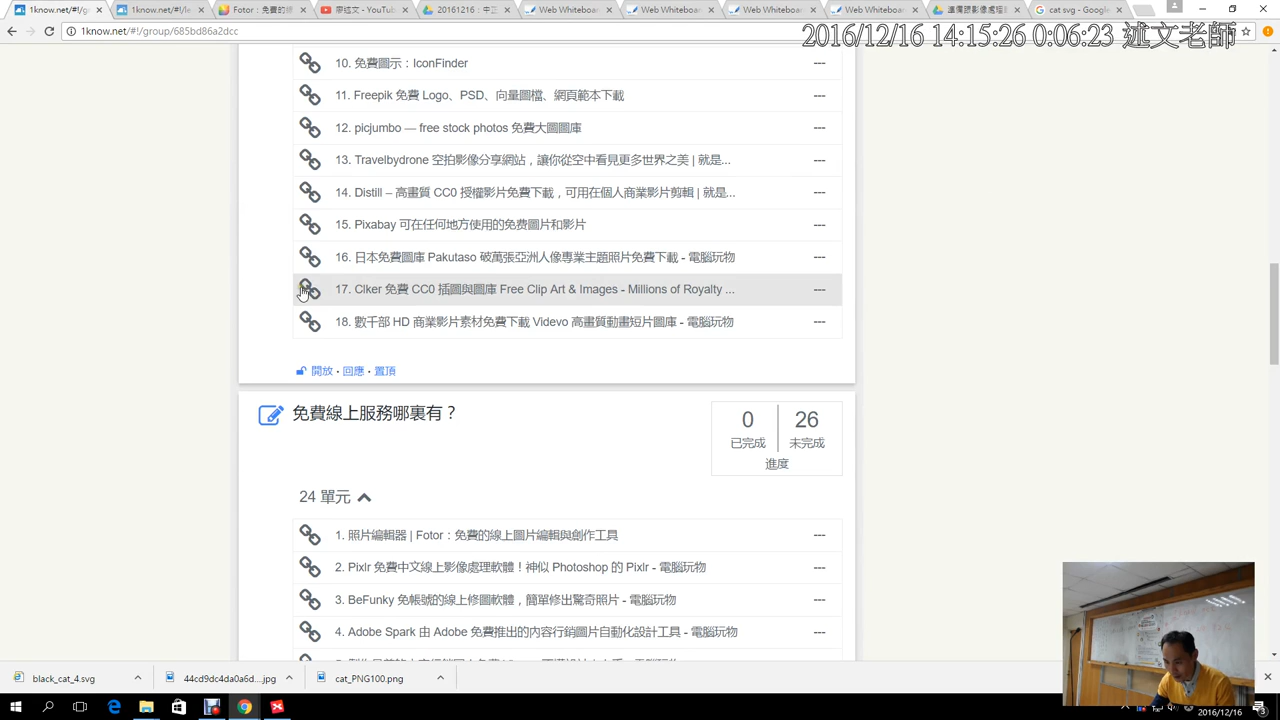 1know.net/#!/g
1know.net/#!/le
Fotor：免費的線
廖述文 - YouTube
20161216：中三
Web Whiteboard
Web Whiteboard
Web Whiteboard
Web Whiteboard
進備跟影像處理
cat svg - Google
1know.net/#!/group/685bd86a2dcc
2016/12/16 14:15:26 0:06:23 述文老師
10. 免費圖示：IconFinder ---
11. Freepik 免費 Logo、PSD、向量圖檔、網頁範本下載 ---
12. picjumbo — free stock photos 免費大圖圖庫 ---
13. Travelbydrone 空拍影像分享網站，讓你從空中看見更多世界之美 | 就是... ---
14. Distill – 高畫質 CC0 授權影片免費下載，可用在個人商業影片剪輯 | 就是... ---
15. Pixabay 可在任何地方使用的免费圖片和影片 ---
16. 日本免費圖庫 Pakutaso 破萬張亞洲人像專業主題照片免費下載 - 電腦玩物 ---
17. Clker 免費 CC0 插圖與圖庫 Free Clip Art & Images - Millions of Royalty ... ---
18. 數千部 HD 商業影片素材免費下載 Videvo 高畫質動畫短片圖庫 - 電腦玩物 ---
開放 · 回應 · 置頂
免費線上服務哪裏有？
0 26
已完成 未完成
進度
24 單元
1. 照片編輯器 | Fotor：免費的線上圖片編輯與創作工具 ---
2. Pixlr 免費中文線上影像處理軟體！神似 Photoshop 的 Pixlr - 電腦玩物 ---
3. BeFunky 免帳號的線上修圖軟體，簡單修出驚奇照片 - 電腦玩物 ---
4. Adobe Spark 由 Adobe 免費推出的內容行銷圖片自動化設計工具 - 電腦玩物 ---
black_cat_4.svg
44cd9dc4da0a6d....jpg
cat_PNG100.png
2016/12/16